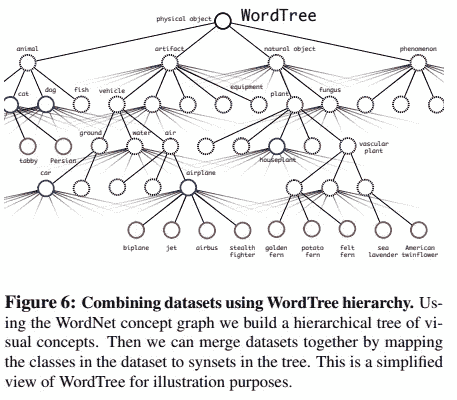 physical object WordTree
animal artifact natural object phenomenon
cat dog fish vehicle equipment plant fungus
ground water air houseplant vascular
plant
tabby Persian
car airplane
biplane jet airbus stealth
fighter golden
fern potato
fern felt
fern sea
lavender American
twinflower
Figure 6: Combining datasets using WordTree hierarchy. Us-
ing the WordNet concept graph we build a hierarchical tree of vi-
sual concepts. Then we can merge datasets together by mapping
the classes in the dataset to synsets in the tree. This is a simplified
view of WordTree for illustration purposes.